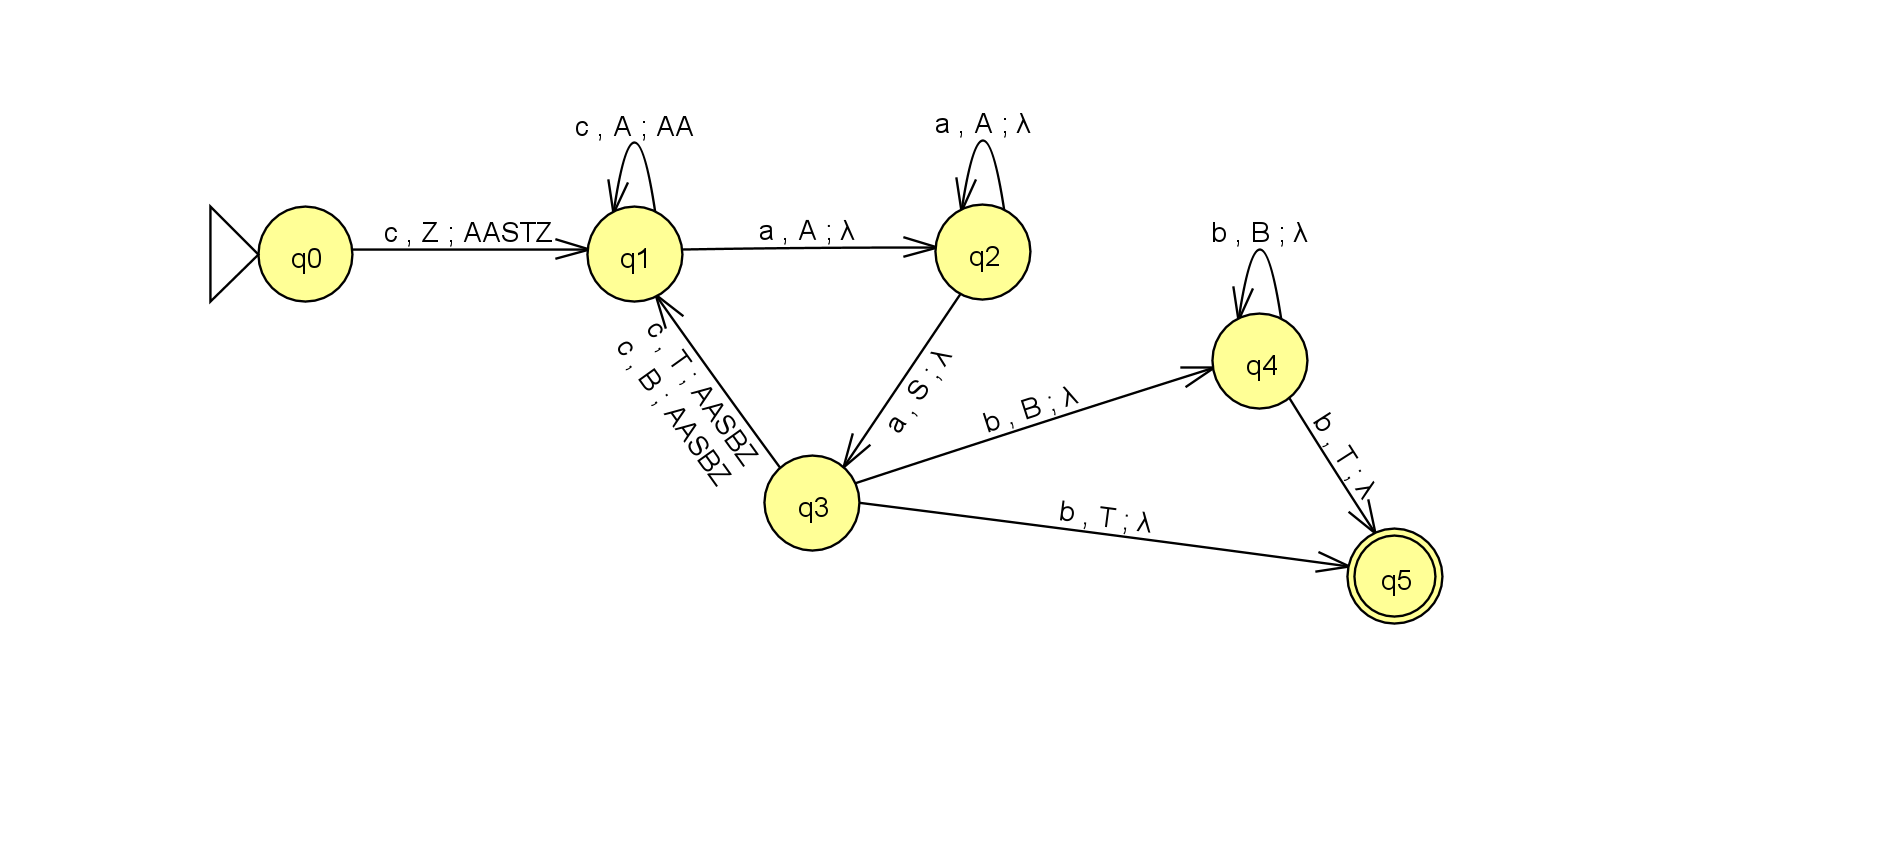 c , A ; AA
a , A ; λ
c , Z ; AASTZ
a , A ; λ
b , B ; λ
q0
q1
q2
c , T ; AASBZ
c , B ; AASBZ
a , S ; λ
q4
b , B ; λ
b , T ; λ
q3
b , T ; λ
q5